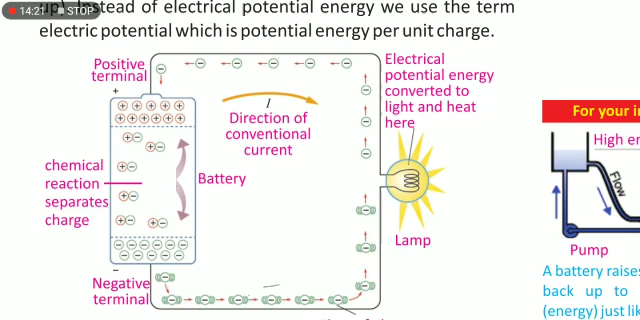 14:21 STOP
up). Instead of electrical potential energy we use the term
electric potential which is potential energy per unit charge.
Positive
terminal
+
Electrical
potential energy
converted to
light and heat
here
I
Direction of
conventional
current
chemical
reaction
separates
charge
Battery
Lamp
−
Negative
terminal
For your in
High en
Flow
Pump
A battery raises
back up to
(energy) just lik